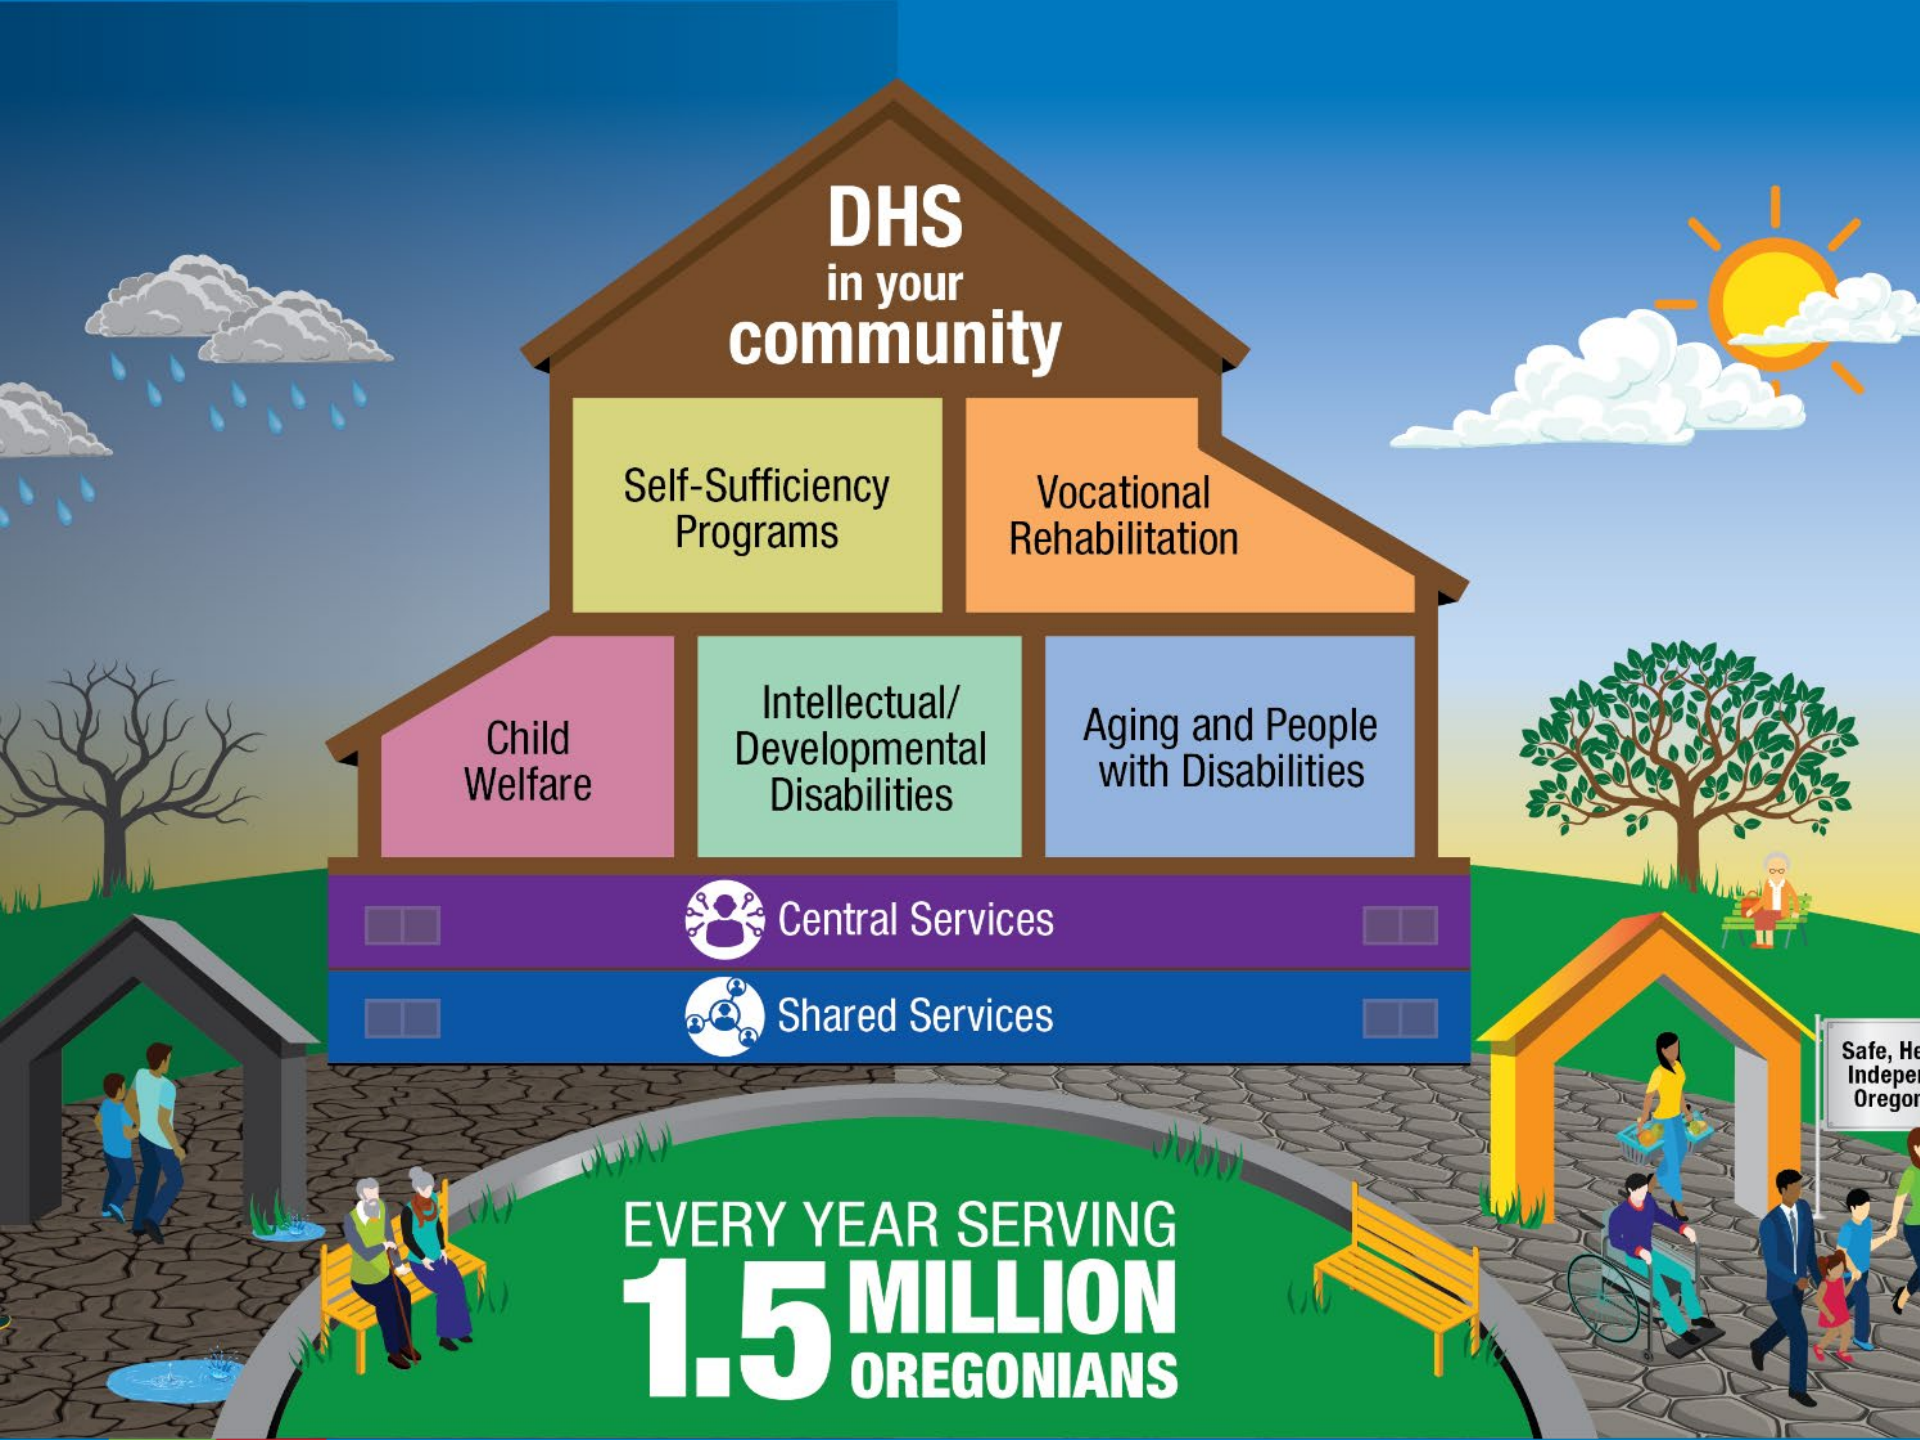 DHS
in your
community
Self-Sufficiency
Programs
Vocational
Rehabilitation
Child
Welfare
Intellectual/
Developmental
Disabilities
Aging and People
with Disabilities
Central Services
Shared Services
Safe,
EVERY YEAR SERVING
1.5 MILLION
OREGONIANS